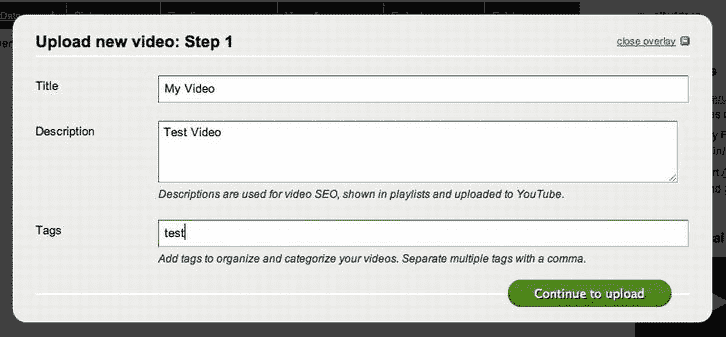 Upload new video: Step 1
close overlay
Title
My Video
Description
Test Video
Descriptions are used for video SEO, shown in playlists and uploaded to YouTube.
Tags
test
Add tags to organize and categorize your videos. Separate multiple tags with a comma.
Continue to upload